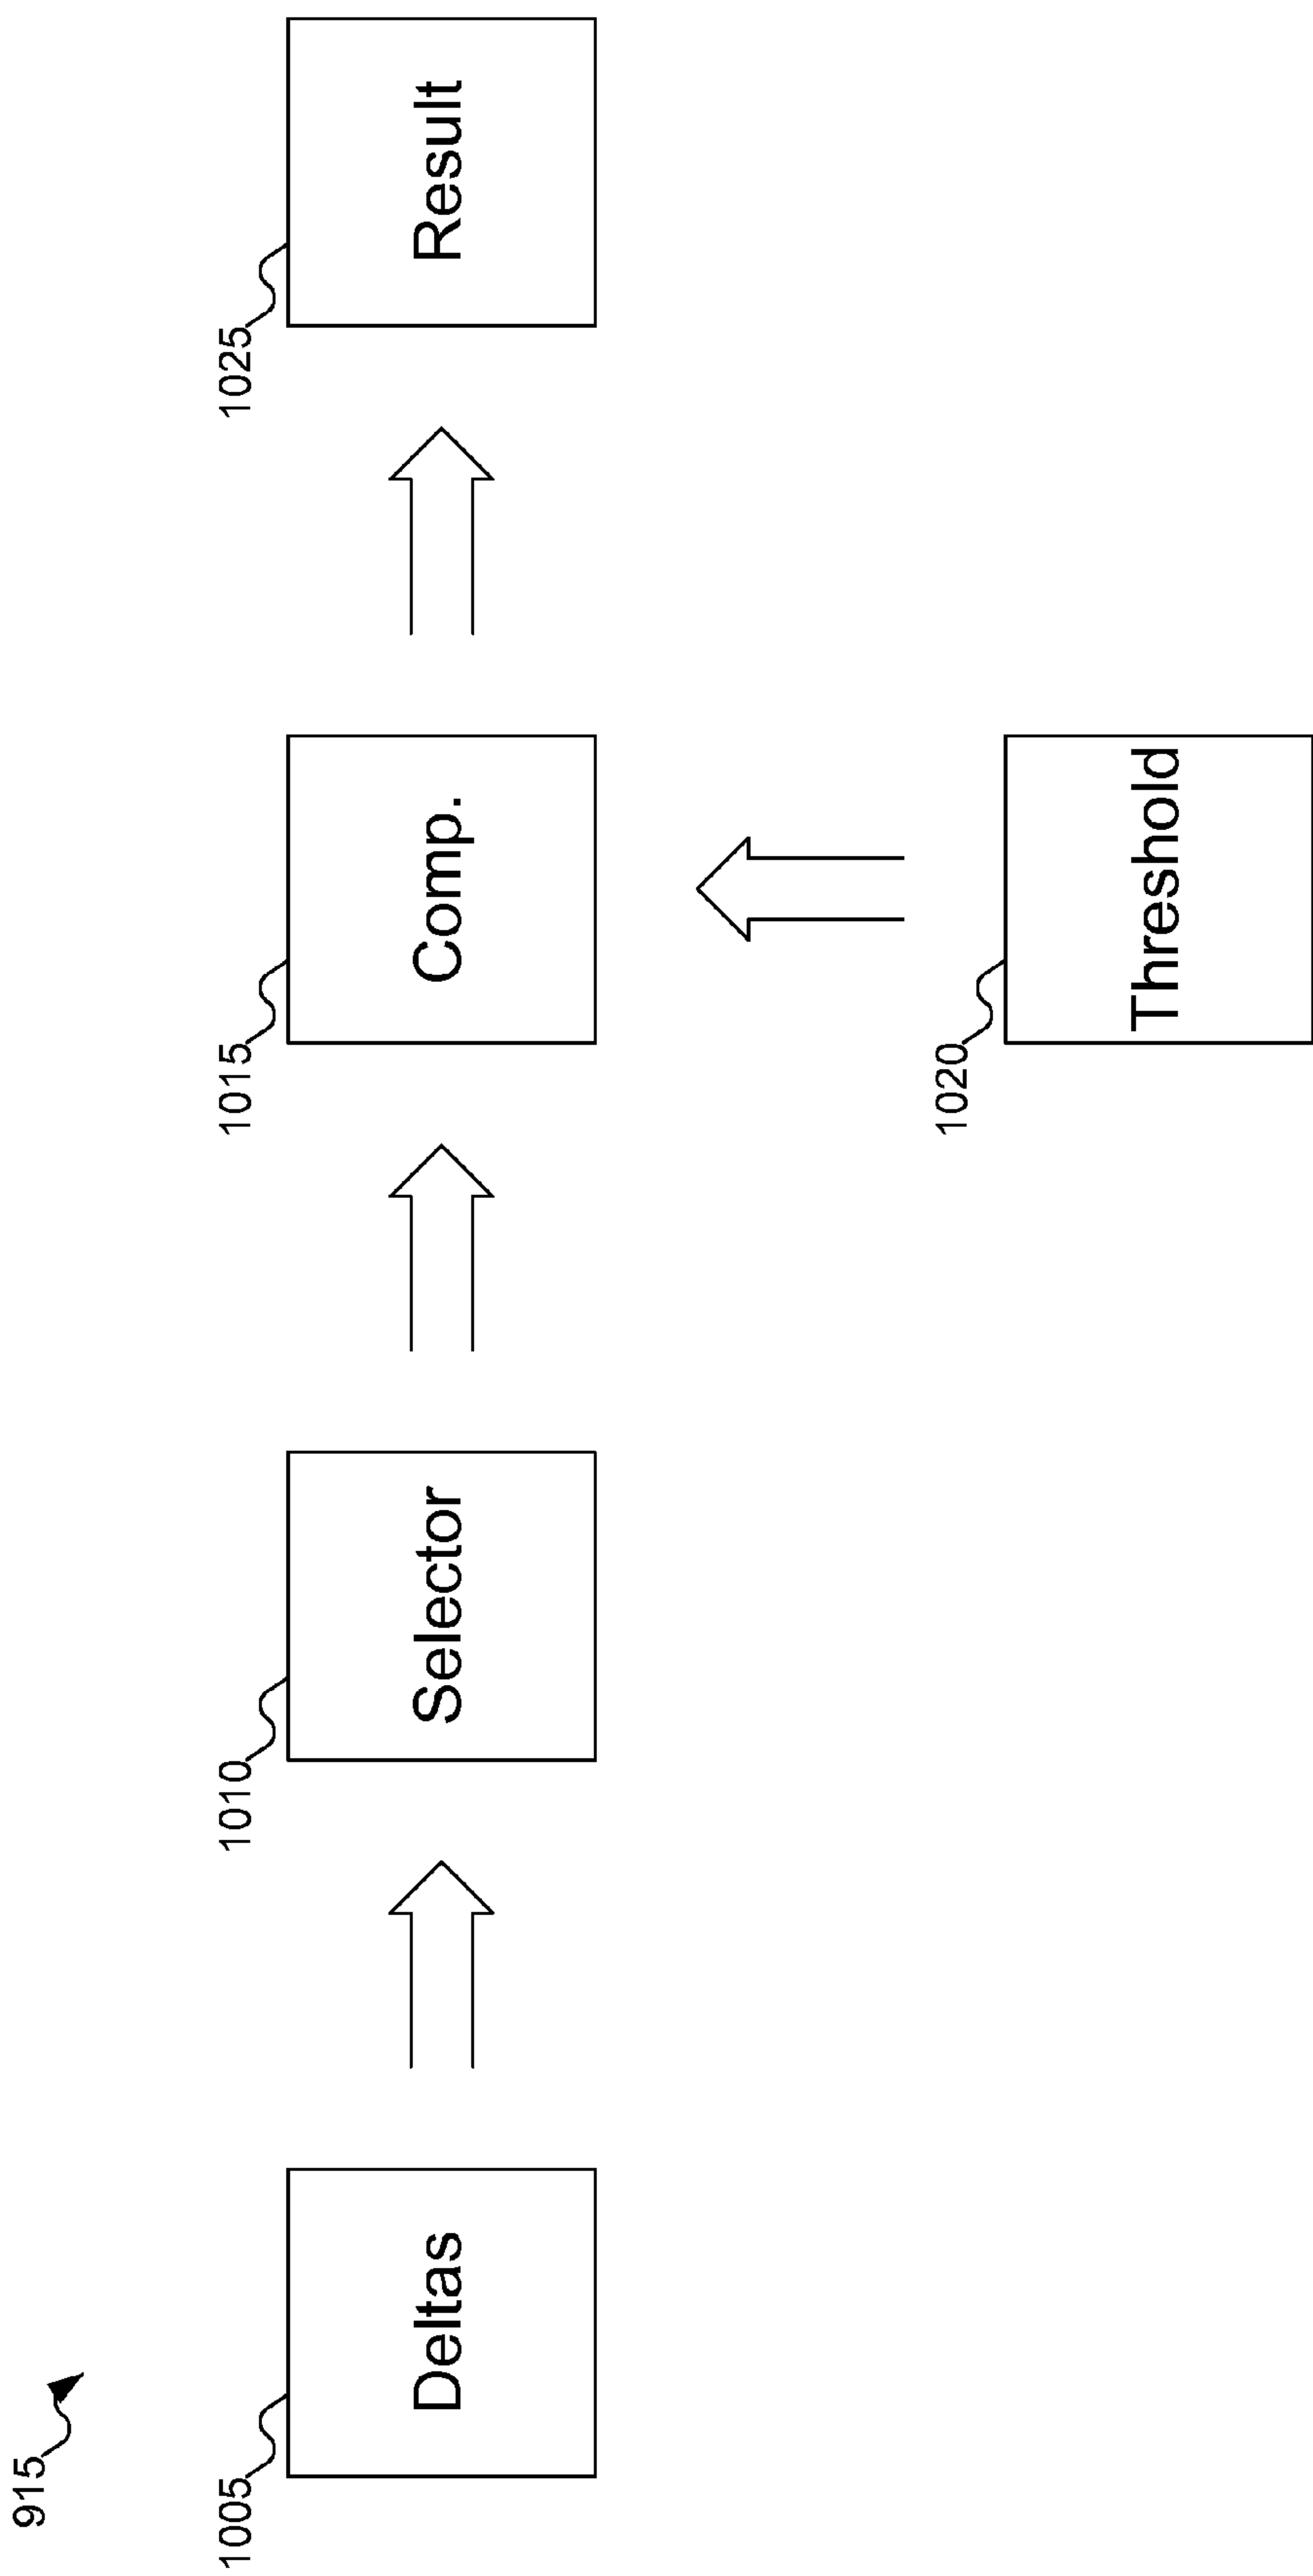 915
1005
Deltas
1010
Selector
1015
Comp.
1025
Result
1020
Threshold